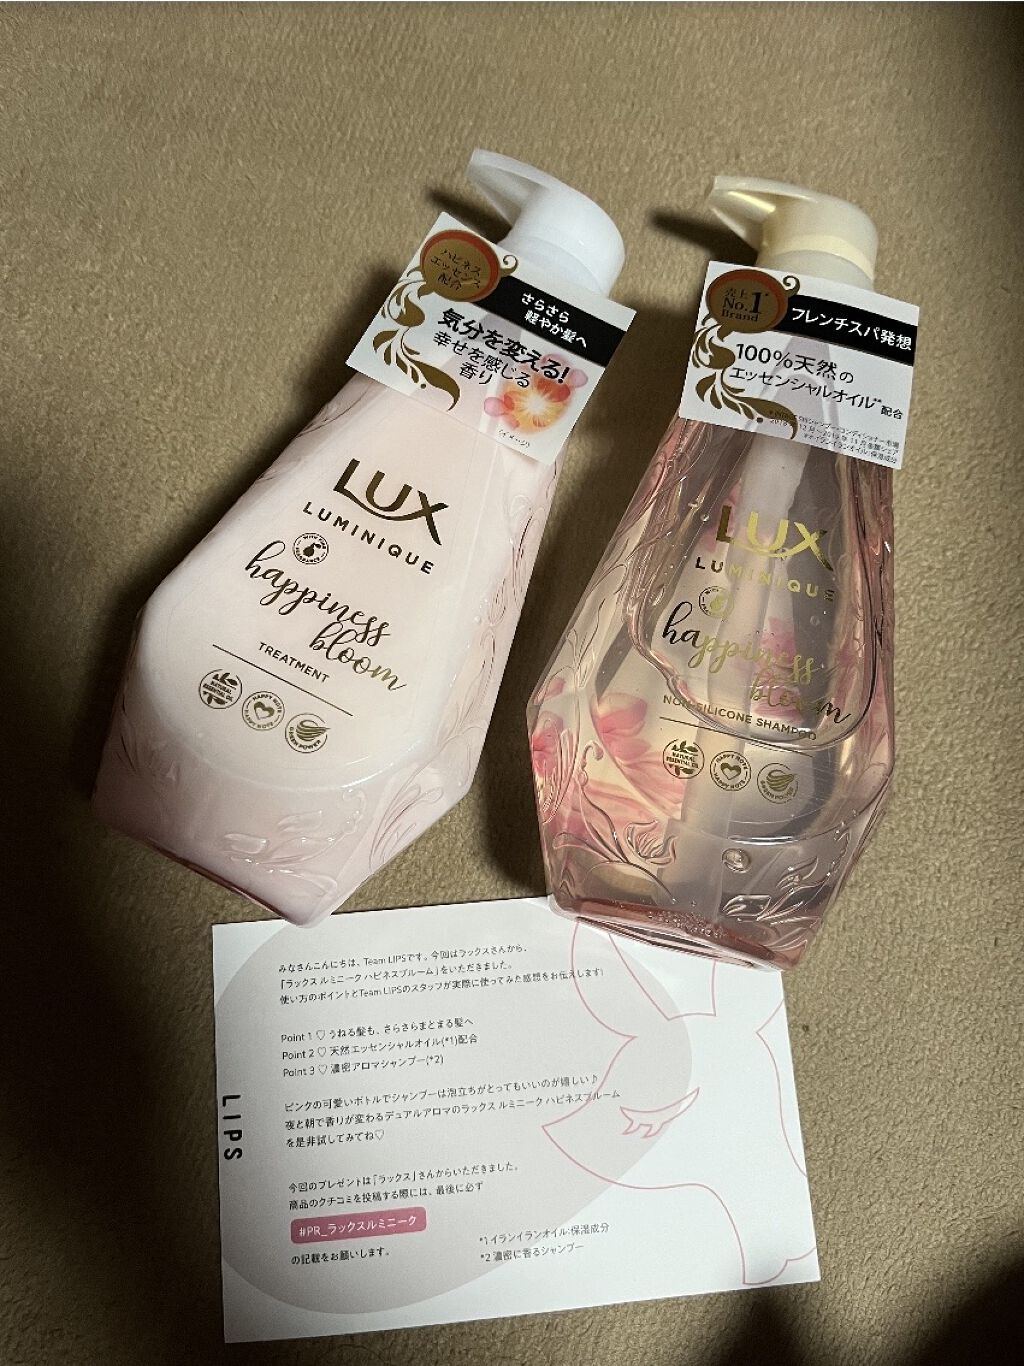 ハピネス
エッセンス
配合
さらさら
軽やか髪へ
気分を変える!
幸せを感じる
香り
(イメージ)
LUX
LUMINIQUE
happiness
bloom
TREATMENT
NATURAL
ESSENTIAL OIL
HAPPY NOTE
HAPPY NOTE
GREEN POWER
売上
No.1
Brand
フレンチスパ発想
100%天然の
エッセンシャルオイル**配合
LUX
LUMINIQUE
happiness
bloom
NON-SILICONE SHAMPOO
NATURAL
ESSENTIAL OIL
HAPPY NOTE
HAPPY NOTE
GREEN POWER
みなさんこんにちは、Team LIPSです。今回はラックスさんから、
「ラックス ルミニーク ハピネスブルーム」をいただきました。
使い方のポイントとTeam LIPSのスタッフが実際に使ってみた感想をお伝えします!
Point 1 ♡ うねる髪も、さらさらまとまる髪へ
Point 2 ♡ 天然エッセンシャルオイル(*1)配合
Point 3 ♡ 濃密アロマシャンプー(*2)
ピンクの可愛いボトルでシャンプーは泡立ちがとってもいいのが嬉しい♪
夜と朝で香りが変わるデュアルアロマのラックス ルミニーク ハピネスブルーム
を是非試してみてね♡
LIPS
今回のプレゼントは「ラックス」さんからいただきました。
商品のクチコミを投稿する際には、最後に必ず
#PR_ラックスルミニーク
の記載をお願いします。
*1 イランイランオイル:保湿成分
*2 濃密に香るシャンプー